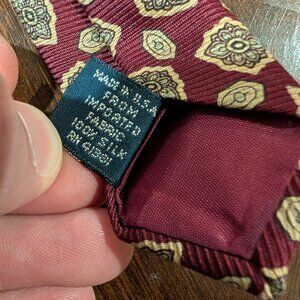 MADE IN U.S.A
FROM
IMPORTED
FABRIC
100% SILK
RN 41381